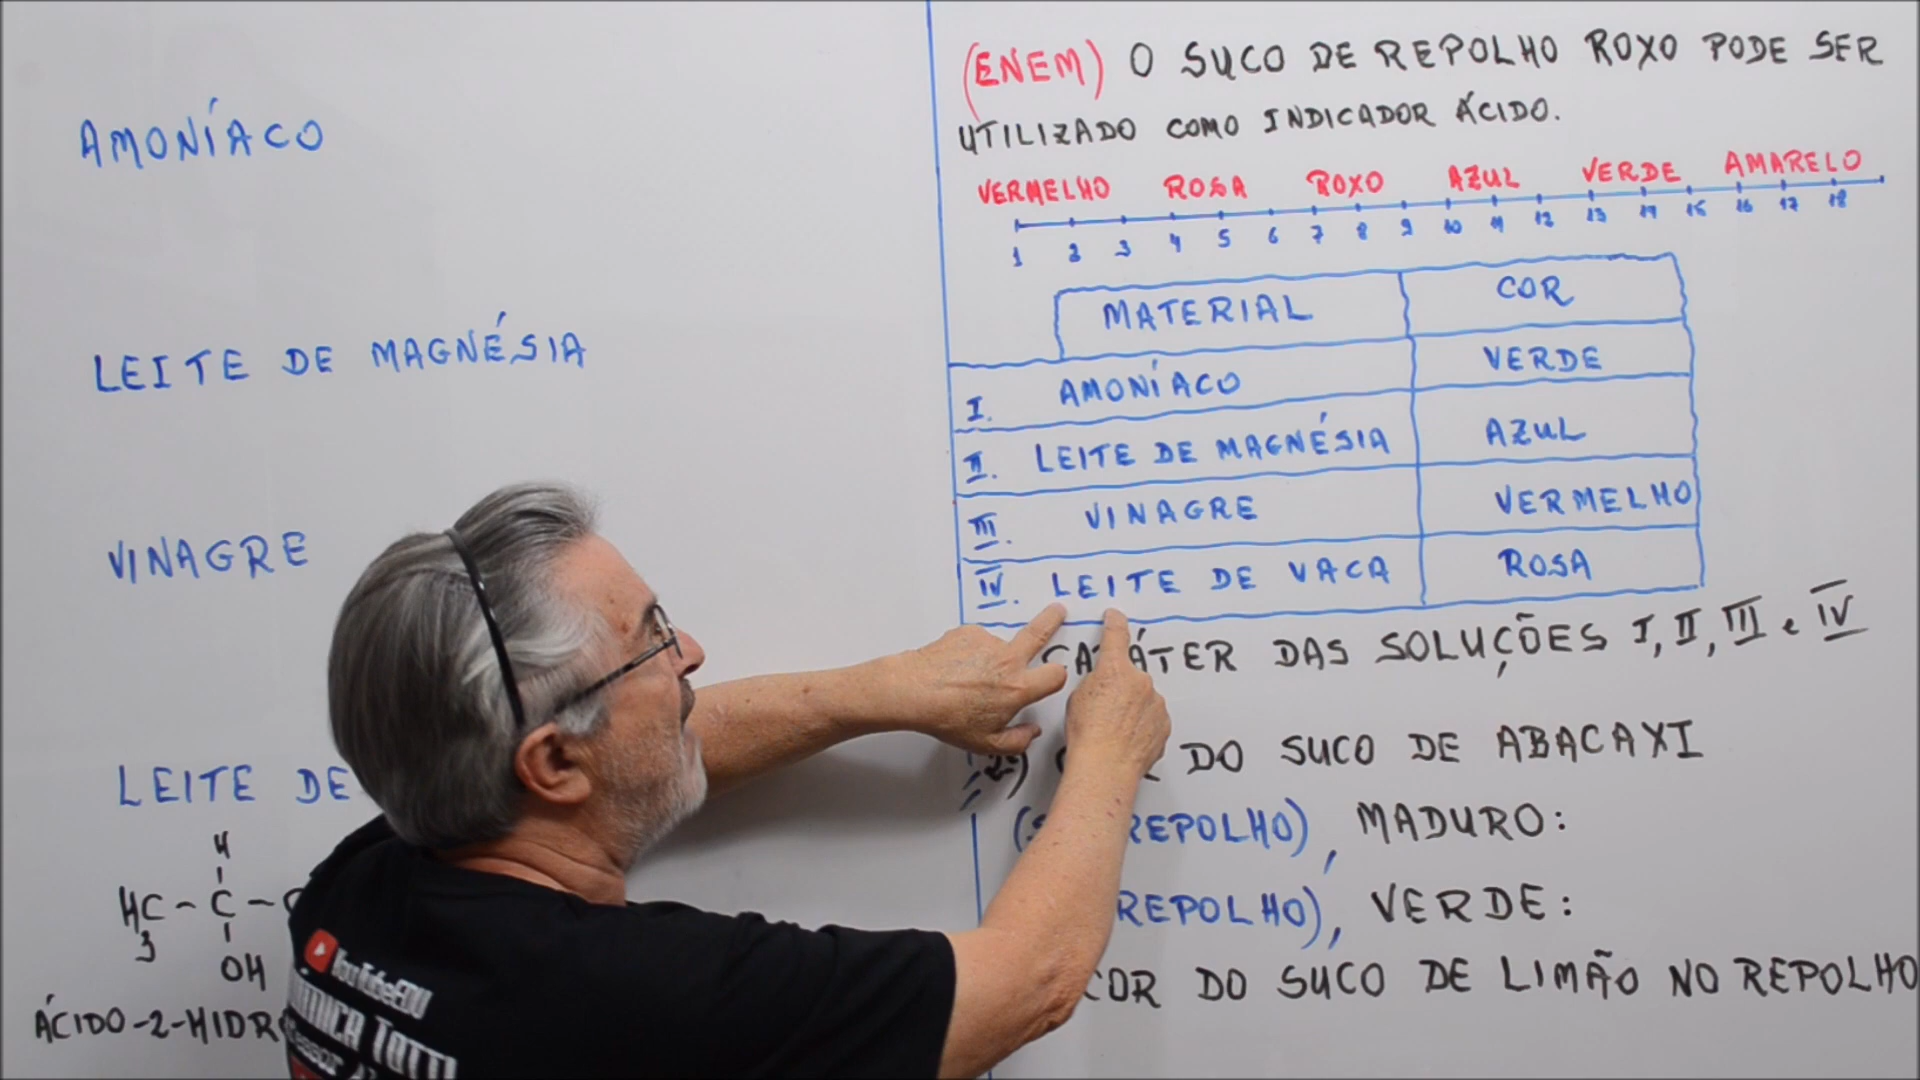 AMONÍACO
LEITE DE MAGNÉSIA
VINAGRE
LEITE DE
H
H3C - C -
OH
ÁCIDO-2-HIDR
(ENEM) O SUCO DE REPOLHO ROXO PODE SER
UTILIZADO COMO INDICADOR ÁCIDO.
VERMELHO ROSA ROXO AZUL VERDE AMARELO
1 2 3 4 5 6 7 8 9 10 11 12 13 14 15 16 17 18
MATERIAL COR
I. AMONÍACO VERDE
II. LEITE DE MAGNÉSIA AZUL
III. VINAGRE VERMELHO
IV. LEITE DE VACA ROSA
DAS SOLUÇÕES I, II, III e IV
2) DO SUCO DE ABACAXI
REPOLHO), MADURO:
REPOLHO), VERDE:
COR DO SUCO DE LIMÃO NO REPOLHO
YouTubeEDU
TOTTI